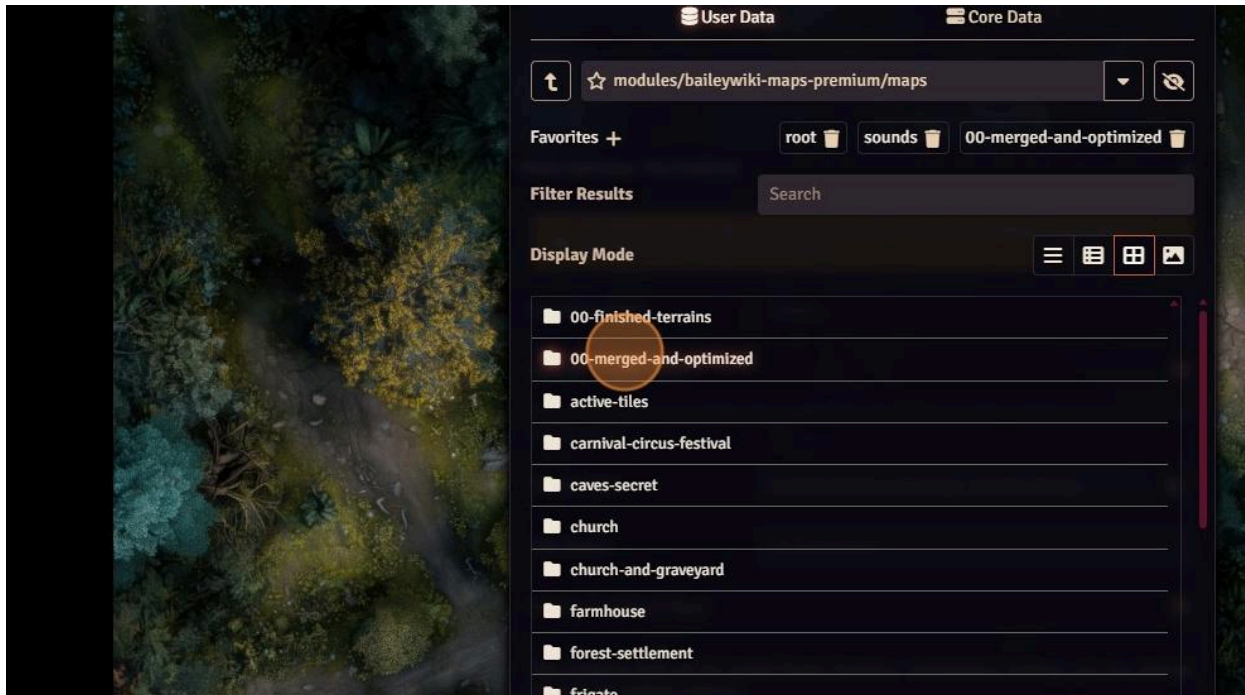 User Data Core Data
modules/baileywiki-maps-premium/maps
Favorites + root sounds 00-merged-and-optimized
Filter Results Search
Display Mode
00-finished-terrains
00-merged-and-optimized
active-tiles
carnival-circus-festival
caves-secret
church
church-and-graveyard
farmhouse
forest-settlement
frigate